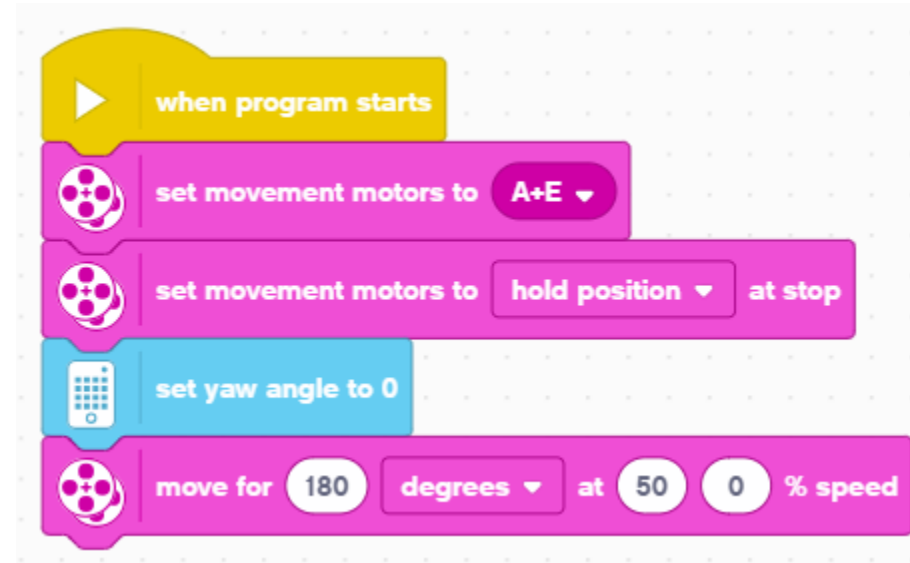 when program starts
set movement motors to A+E
set movement motors to hold position at stop
set yaw angle to 0
move for 180 degrees at 50 0 % speed